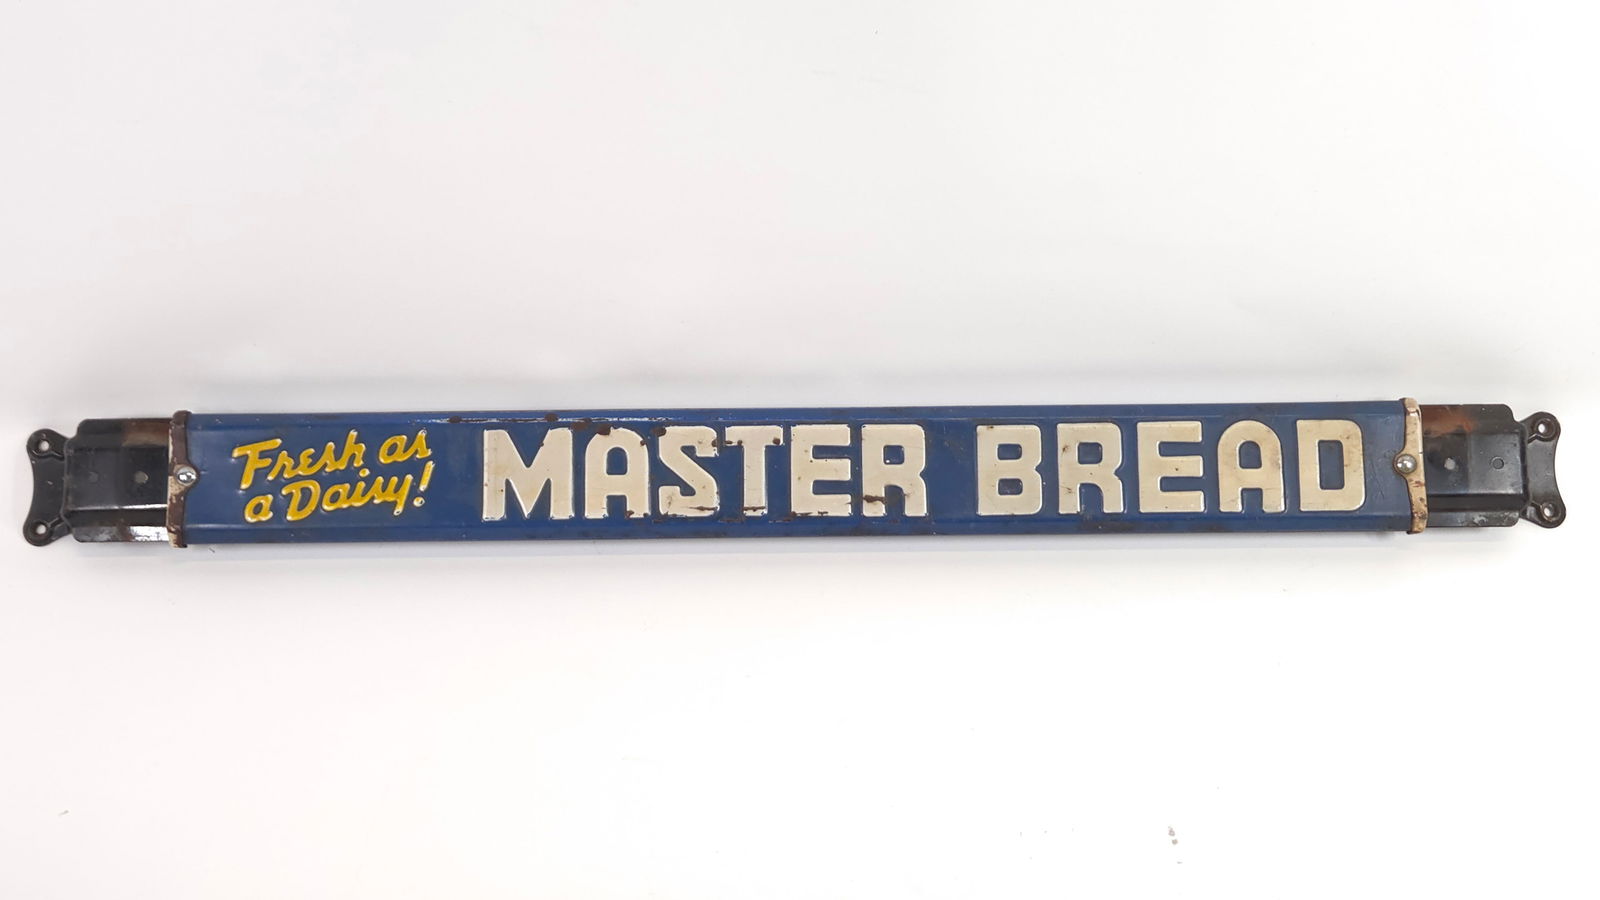 Fresh as
a Daisy!
MASTER BREAD